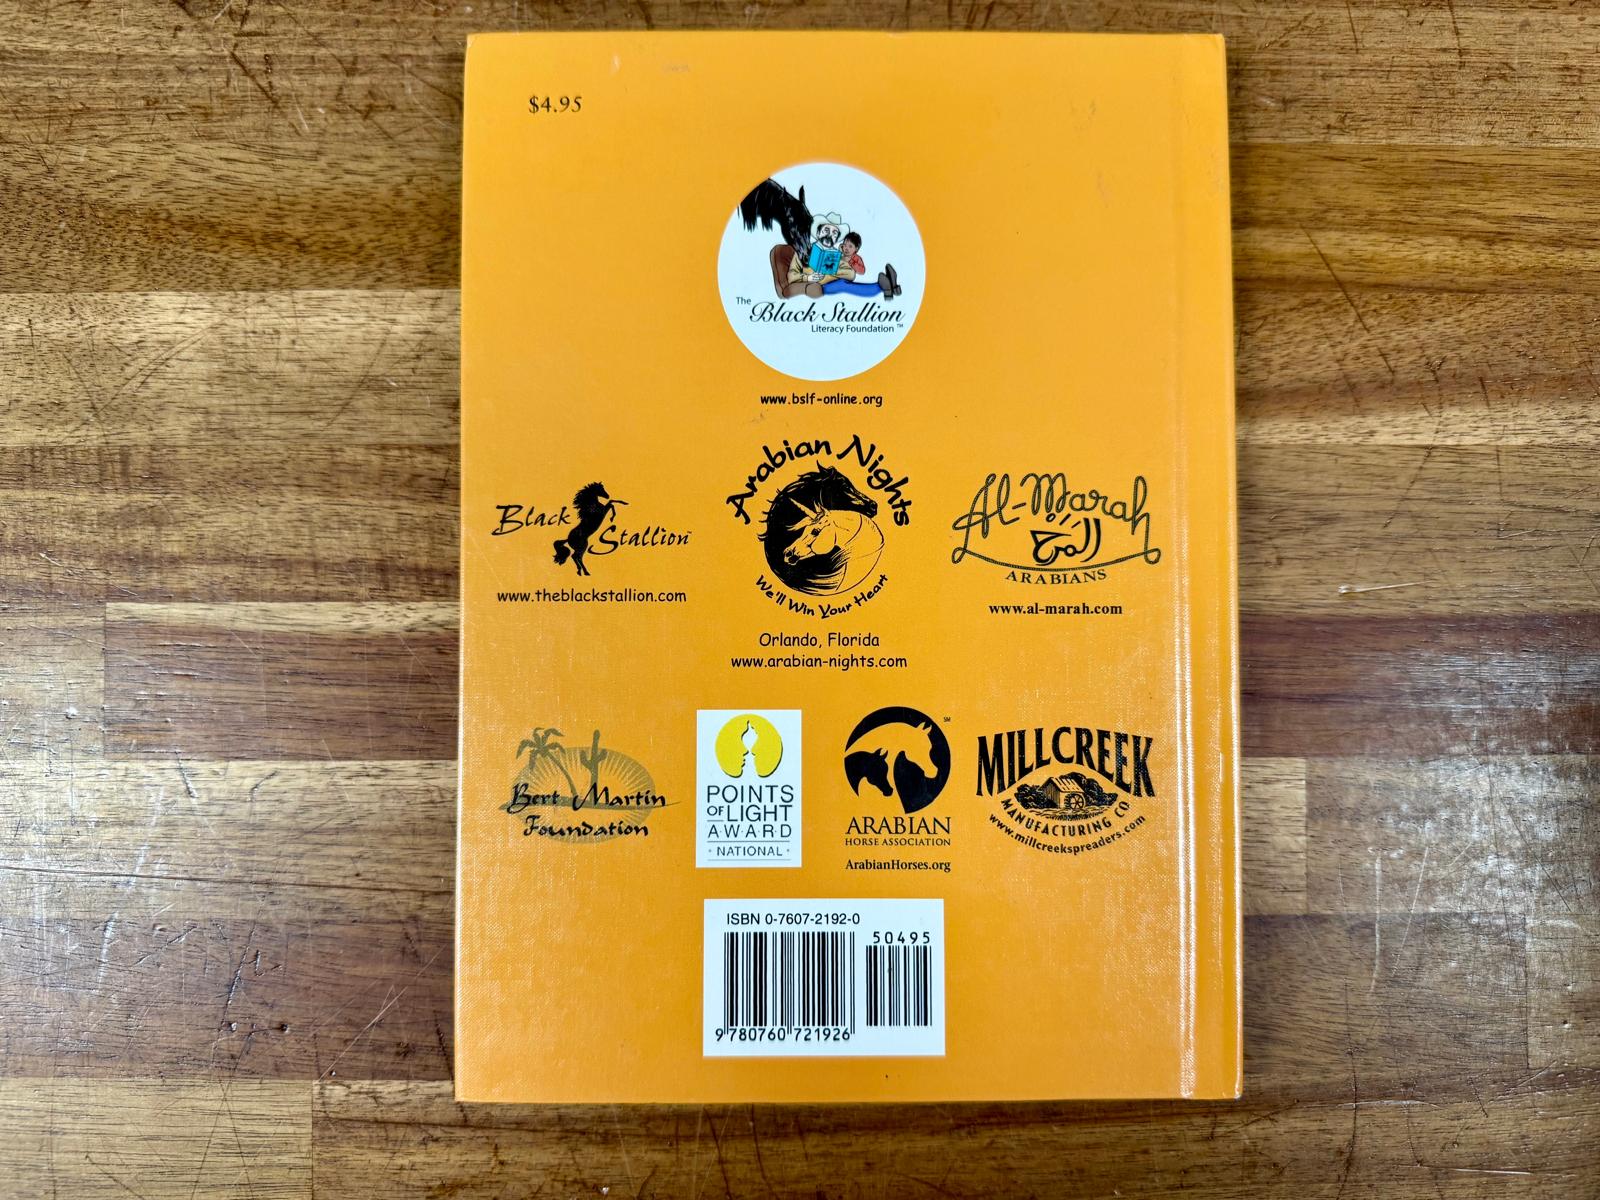 $4.95
The
Black Stallion
Literacy Foundation ™
www.bslf-online.org
Arabian Nights
We'll Win Your Heart
Orlando, Florida
www.arabian-nights.com
Black
Stallion™
www.theblackstallion.com
Al-Marah
المرح
ARABIANS
www.al-marah.com
Bert Martin
Foundation
POINTS
OF LIGHT
A·W·A·R·D
· NATIONAL ·
SM
ARABIAN
HORSE ASSOCIATION
ArabianHorses.org
MILLCREEK
MANUFACTURING CO
www.millcreekspreaders.com
ISBN 0-7607-2192-0
50495
9 780760 721926